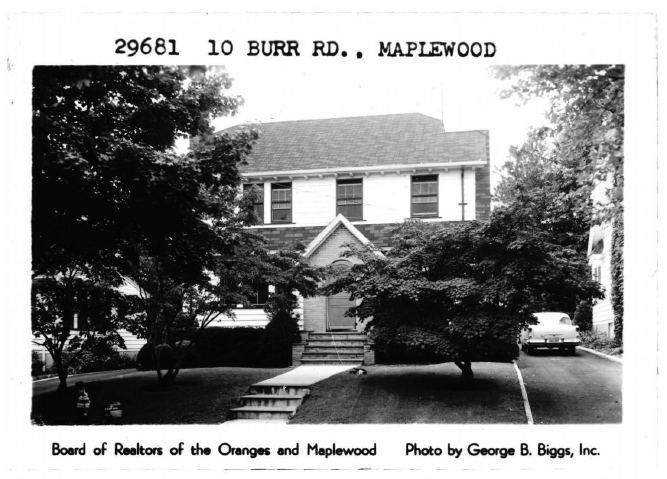 29681 10 BURR RD., MAPLEWOOD
Board of Realtors of the Oranges and Maplewood Photo by George B. Biggs, Inc.